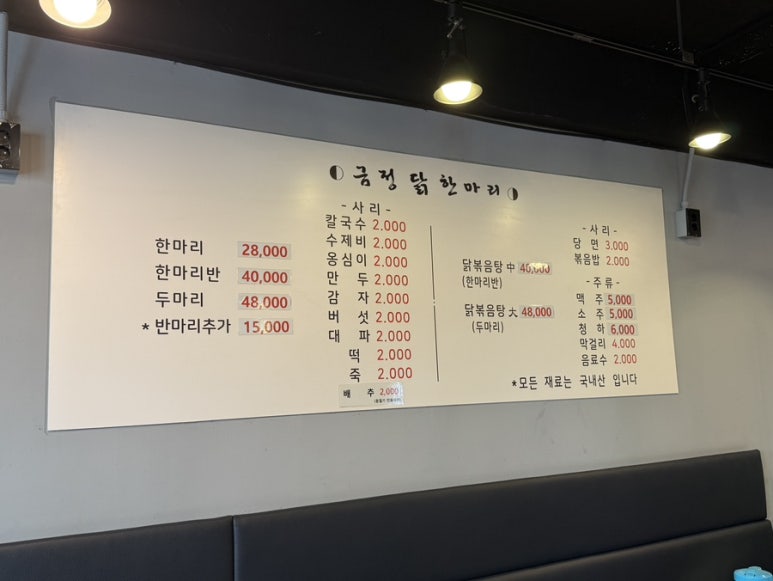 금정 닭한마리
한마리 28,000
한마리반 40,000
두마리 48,000
*반마리추가 15,000
-사리-
칼국수 2.000
수제비 2.000
옹심이 2.000
만두 2.000
감자 2.000
버섯 2.000
대파 2.000
떡 2.000
죽 2.000
배추 2,000
닭볶음탕 中 40,000
(한마리반)
닭볶음탕 大 48,000
(두마리)
-사리-
당면 3.000
볶음밥 2.000
-주류-
맥주 5,000
소주 5,000
청하 6,000
막걸리 4.000
음료수 2.000
*모든 재료는 국내산 입니다